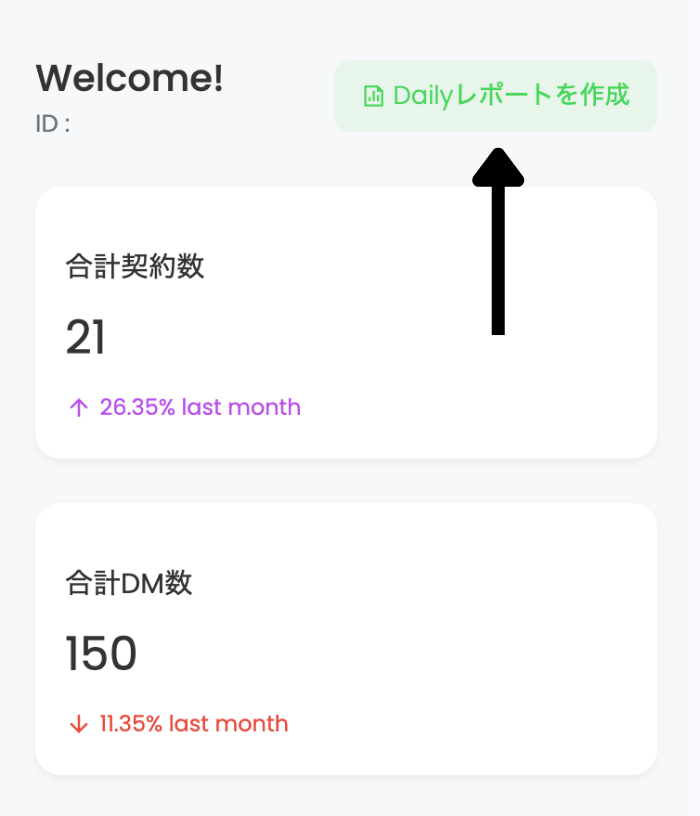 Welcome!
ID :
Dailyレポートを作成
合計契約数
21
↑ 26.35% last month
合計DM数
150
↓ 11.35% last month